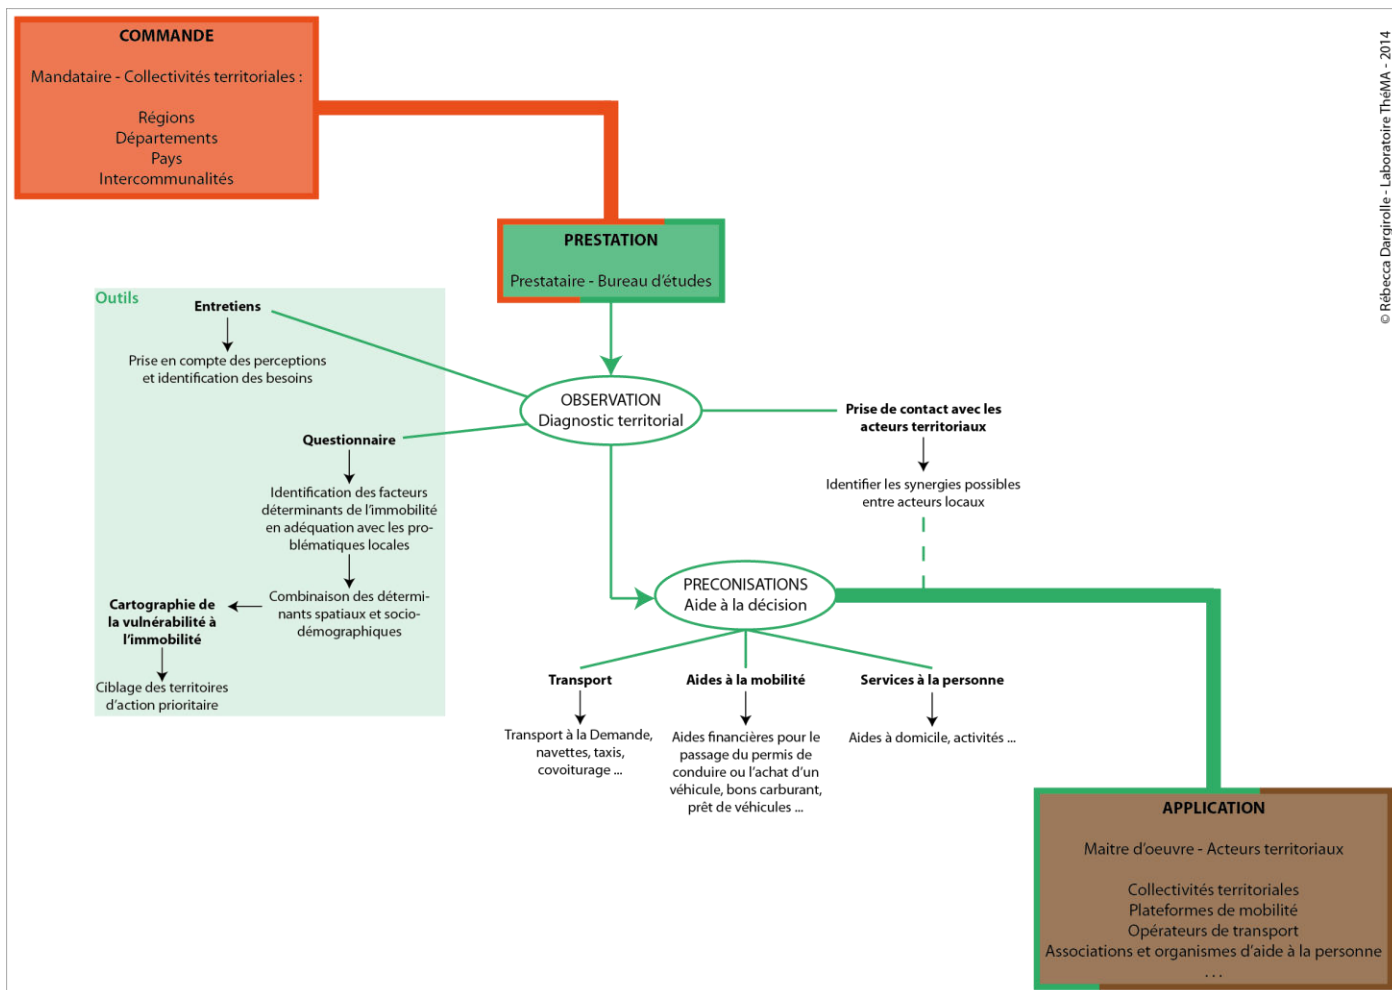 COMMANDE
Mandataire - Collectivités territoriales :
Régions
Départements
Pays
Intercommunalités
© Rébecca Dargirolle - Laboratoire ThéMA - 2014
PRESTATION
Prestataire - Bureau d'études
Outils
Entretiens
Prise en compte des perceptions
et identification des besoins
OBSERVATION
Diagnostic territorial
Prise de contact avec les
acteurs territoriaux
Identifier les synergies possibles
entre acteurs locaux
Questionnaire
Identification des facteurs
déterminants de l'immobilité
en adéquation avec les pro-
blématiques locales
Combinaison des détermi-
nants spatiaux et socio-
démographiques
Cartographie de
la vulnérabilité à
l'immobilité
Ciblage des territoires
d'action prioritaire
PRECONISATIONS
Aide à la décision
Transport
Transport à la Demande,
navettes, taxis,
covoiturage ...
Aides à la mobilité
Aides financières pour le
passage du permis de
conduire ou l'achat d'un
véhicule, bons carburant,
prêt de véhicules ...
Services à la personne
Aides à domicile, activités ...
APPLICATION
Maitre d'oeuvre - Acteurs territoriaux
Collectivités territoriales
Plateformes de mobilité
Opérateurs de transport
Associations et organismes d'aide à la personne
...